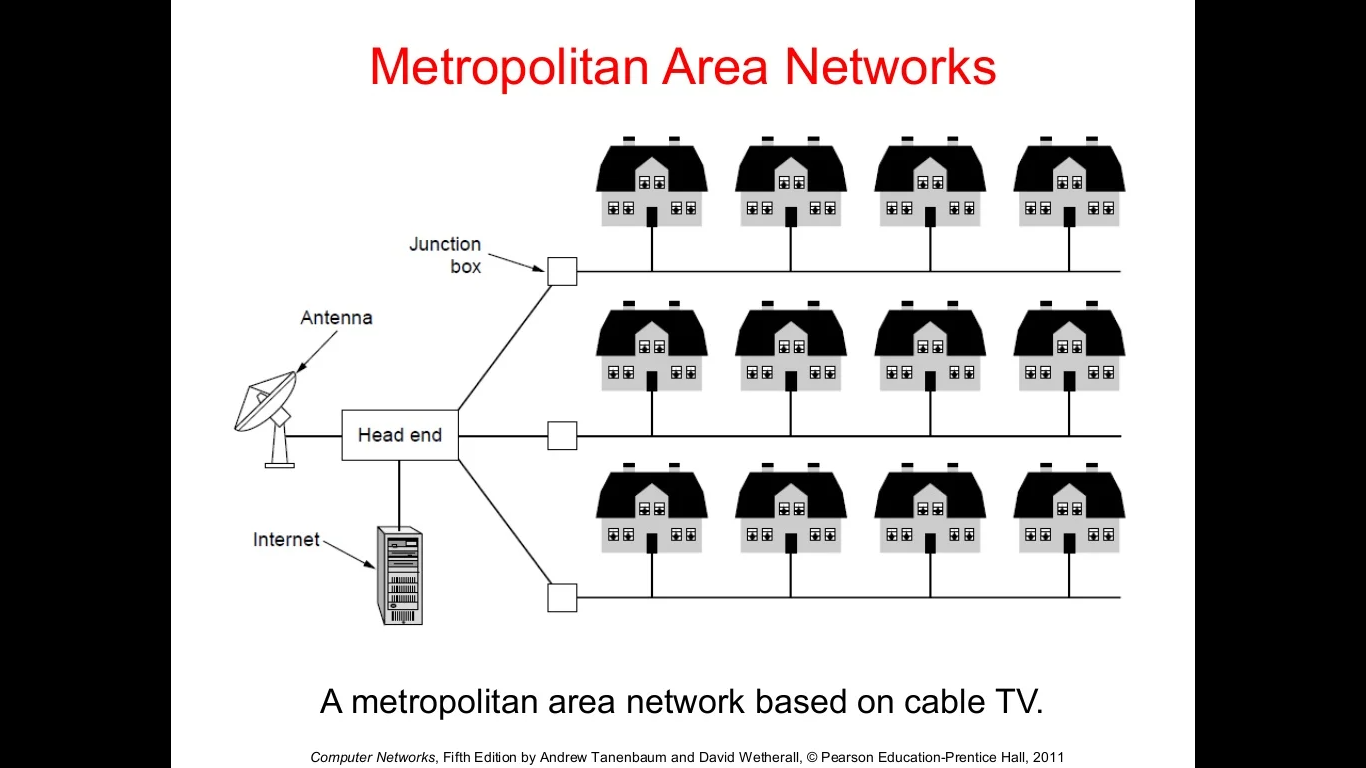 Metropolitan Area Networks
Junction
box
Antenna
Head end
Internet
A metropolitan area network based on cable TV.
Computer Networks, Fifth Edition by Andrew Tanenbaum and David Wetherall, © Pearson Education-Prentice Hall, 2011